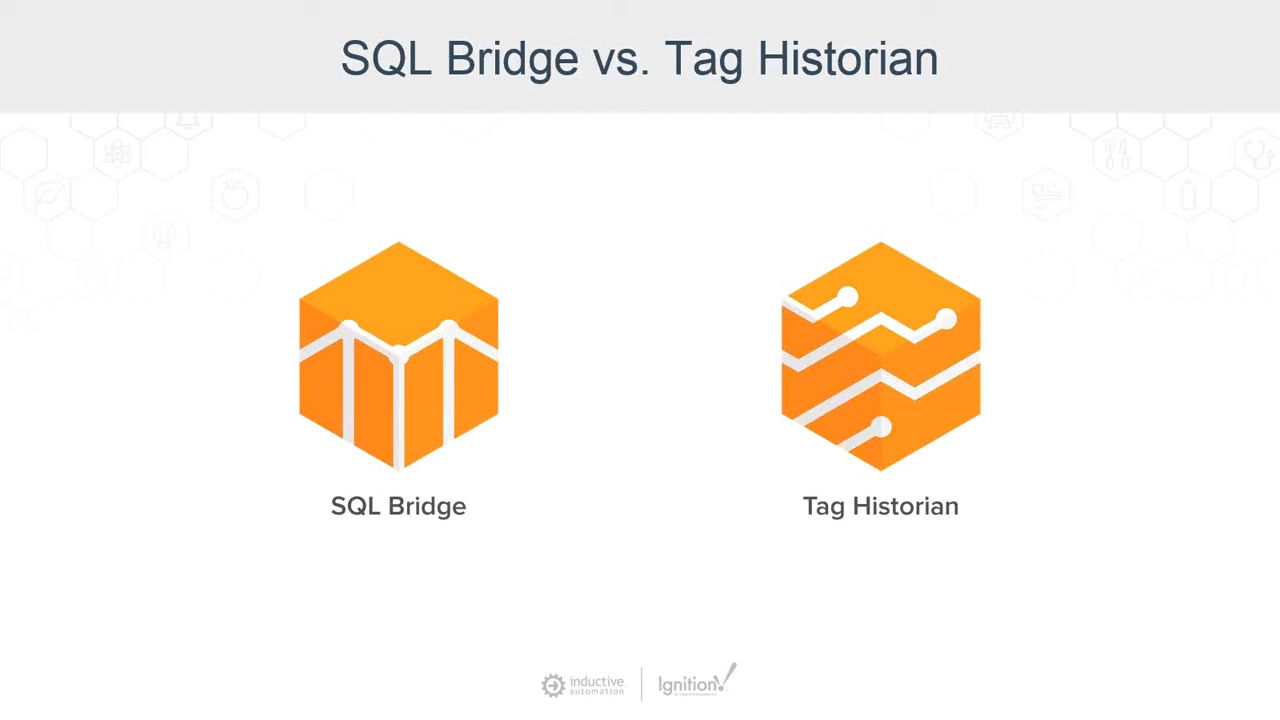 SQL Bridge vs. Tag Historian
SQL Bridge
Tag Historian
inductive
automation
Ignition!